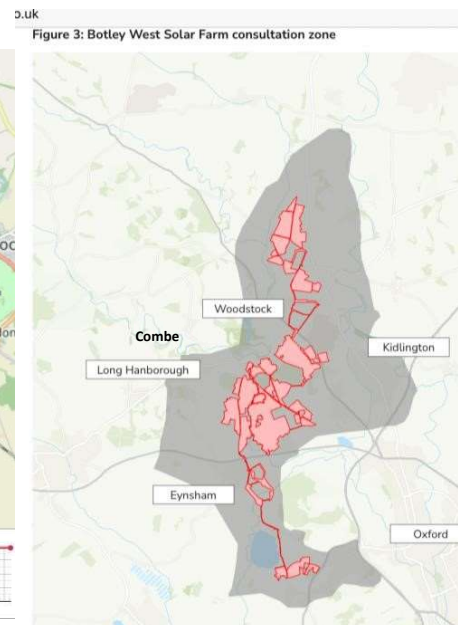 o.uk
Figure 3: Botley West Solar Farm consultation zone
Woodstock
Combe
Kidlington
Long Hanborough
Eynsham
Oxford